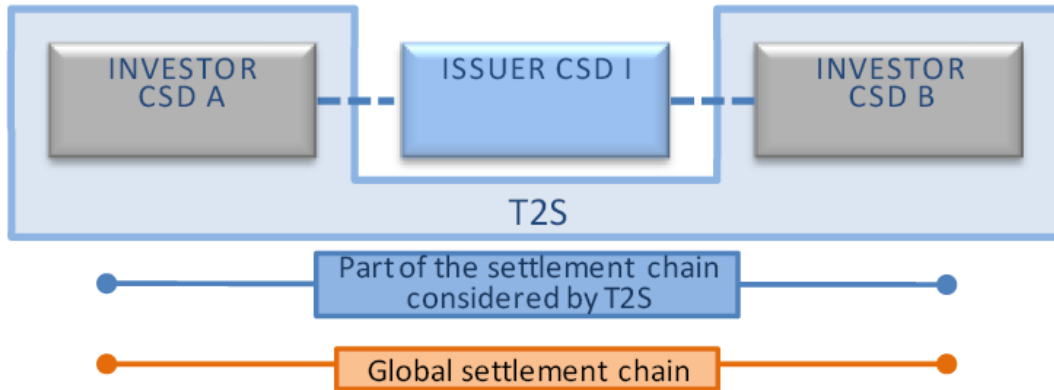 INVESTOR
CSD A
ISSUER CSD I
INVESTOR
CSD B
T2S
Part of the settlement chain
considered by T2S
Global settlement chain